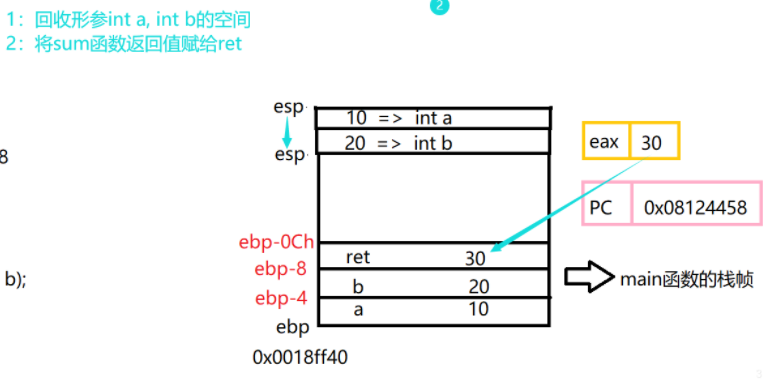 2
1：回收形参int a, int b的空间
2：将sum函数返回值赋给ret
esp
10 => int a
20 => int b
esp
eax 30
8
PC 0x08124458
ebp-0Ch
ret 30
ebp-8
b 20
b);
main函数的栈帧
ebp-4
a 10
ebp
0x0018ff40
3